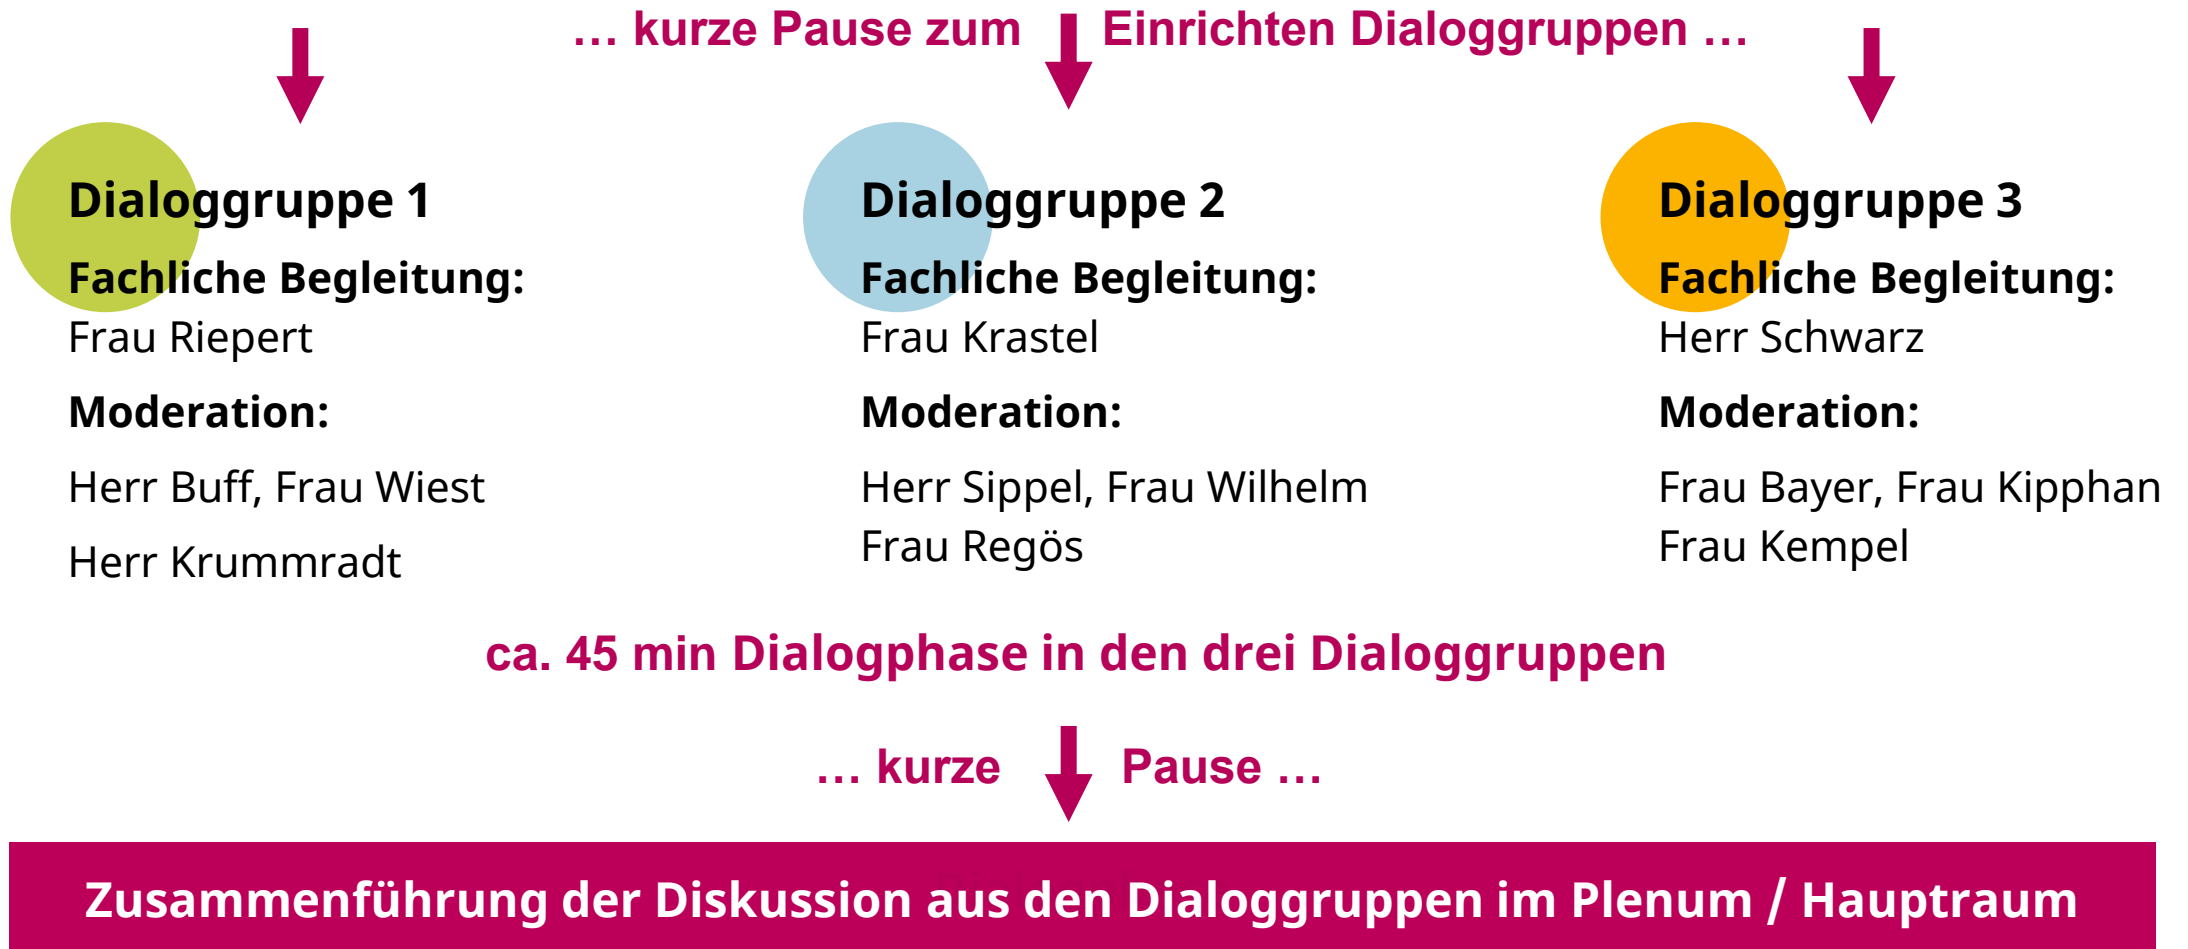 … kurze Pause zum Einrichten Dialoggruppen …
Dialoggruppe 1
Fachliche Begleitung:
Frau Riepert
Moderation:
Herr Buff, Frau Wiest
Herr Krummradt
Dialoggruppe 2
Fachliche Begleitung:
Frau Krastel
Moderation:
Herr Sippel, Frau Wilhelm
Frau Regös
Dialoggruppe 3
Fachliche Begleitung:
Herr Schwarz
Moderation:
Frau Bayer, Frau Kipphan
Frau Kempel
ca. 45 min Dialogphase in den drei Dialoggruppen
… kurze Pause …
Zusammenführung der Diskussion aus den Dialoggruppen im Plenum / Hauptraum